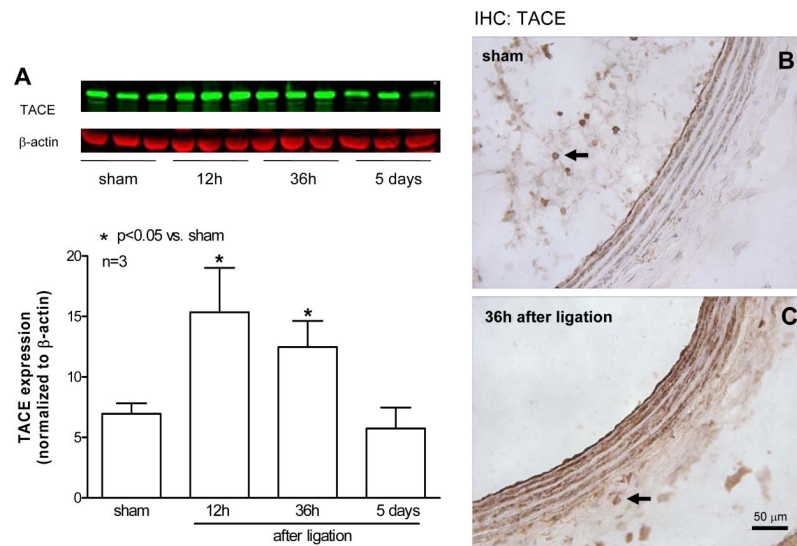 A
TACE
β-actin
sham 12h 36h 5 days
* p<0.05 vs. sham
n=3
20
15
10
5
0
TACE expression
(normalized to β-actin)
*
*
sham 12h 36h 5 days
after ligation
IHC: TACE
sham
B
36h after ligation
C
50 µm